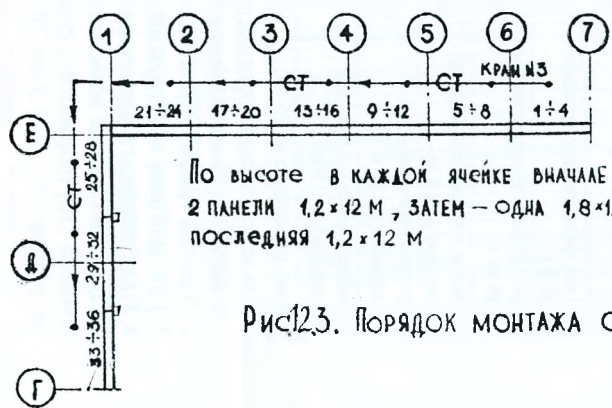 1 2 3 4 5 6 7
СТ СТ КРАН №3
21÷24 17÷20 13÷16 9÷12 5÷8 1÷4
Е
25÷28
СТ
По высоте в каждой ячейке вначале
2 панели 1,2×12 м, затем — одна 1,8×1
последняя 1,2×12 м
Д
29÷32
Рис.12.3. Порядок монтажа с
33÷36
Г